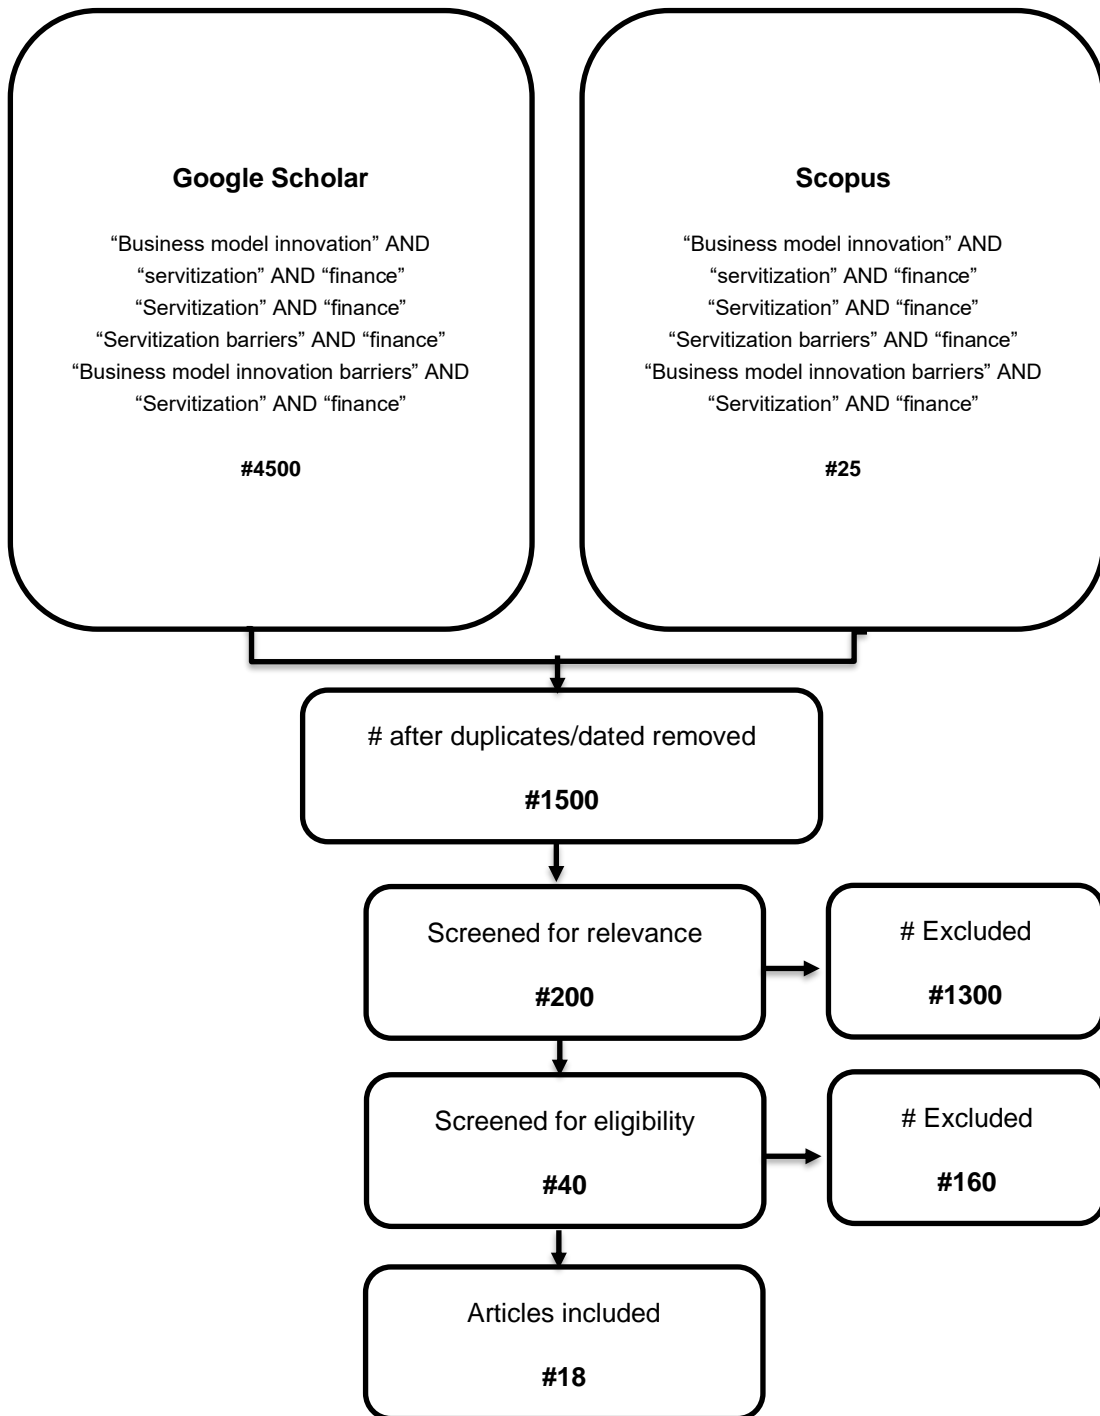 Google Scholar
“Business model innovation” AND
“servitization” AND “finance”
“Servitization” AND “finance”
“Servitization barriers” AND “finance”
“Business model innovation barriers” AND
“Servitization” AND “finance”
#4500
Scopus
“Business model innovation” AND
“servitization” AND “finance”
“Servitization” AND “finance”
“Servitization barriers” AND “finance”
“Business model innovation barriers” AND
“Servitization” AND “finance”
#25
# after duplicates/dated removed
#1500
Screened for relevance
#200
# Excluded
#1300
Screened for eligibility
#40
# Excluded
#160
Articles included
#18